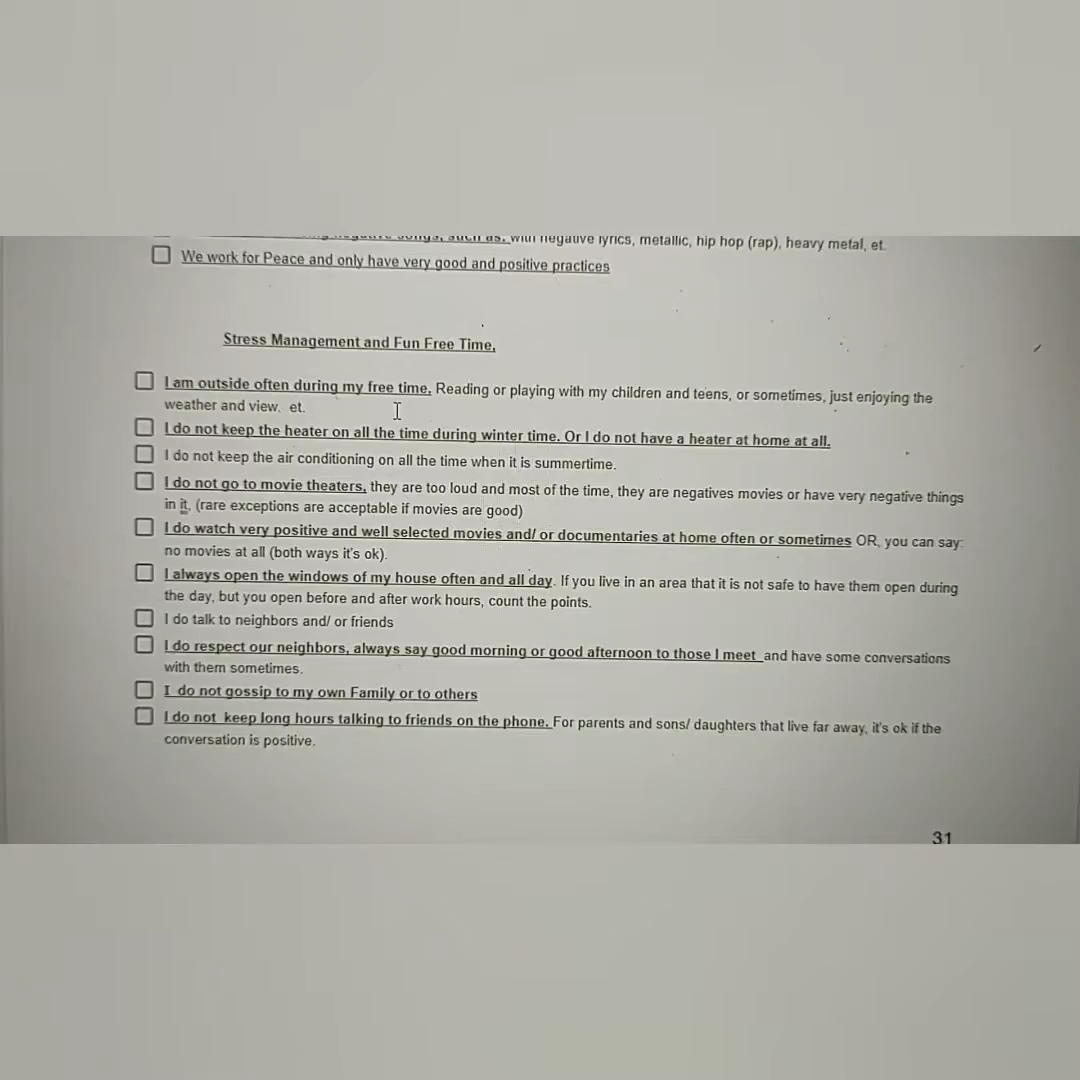 with negative lyrics, metallic, hip hop (rap), heavy metal, et.
We work for Peace and only have very good and positive practices
Stress Management and Fun Free Time,
I am outside often during my free time. Reading or playing with my children and teens, or sometimes, just enjoying the
weather and view. et.
I do not keep the heater on all the time during winter time. Or I do not have a heater at home at all.
I do not keep the air conditioning on all the time when it is summertime.
I do not go to movie theaters, they are too loud and most of the time, they are negatives movies or have very negative things
in it, (rare exceptions are acceptable if movies are good)
I do watch very positive and well selected movies and/ or documentaries at home often or sometimes OR, you can say:
no movies at all (both ways it's ok).
I always open the windows of my house often and all day. If you live in an area that it is not safe to have them open during
the day, but you open before and after work hours, count the points.
I do talk to neighbors and/ or friends
I do respect our neighbors, always say good morning or good afternoon to those I meet and have some conversations
with them sometimes.
I do not gossip to my own Family or to others
I do not keep long hours talking to friends on the phone. For parents and sons/ daughters that live far away, it's ok if the
conversation is positive.
31